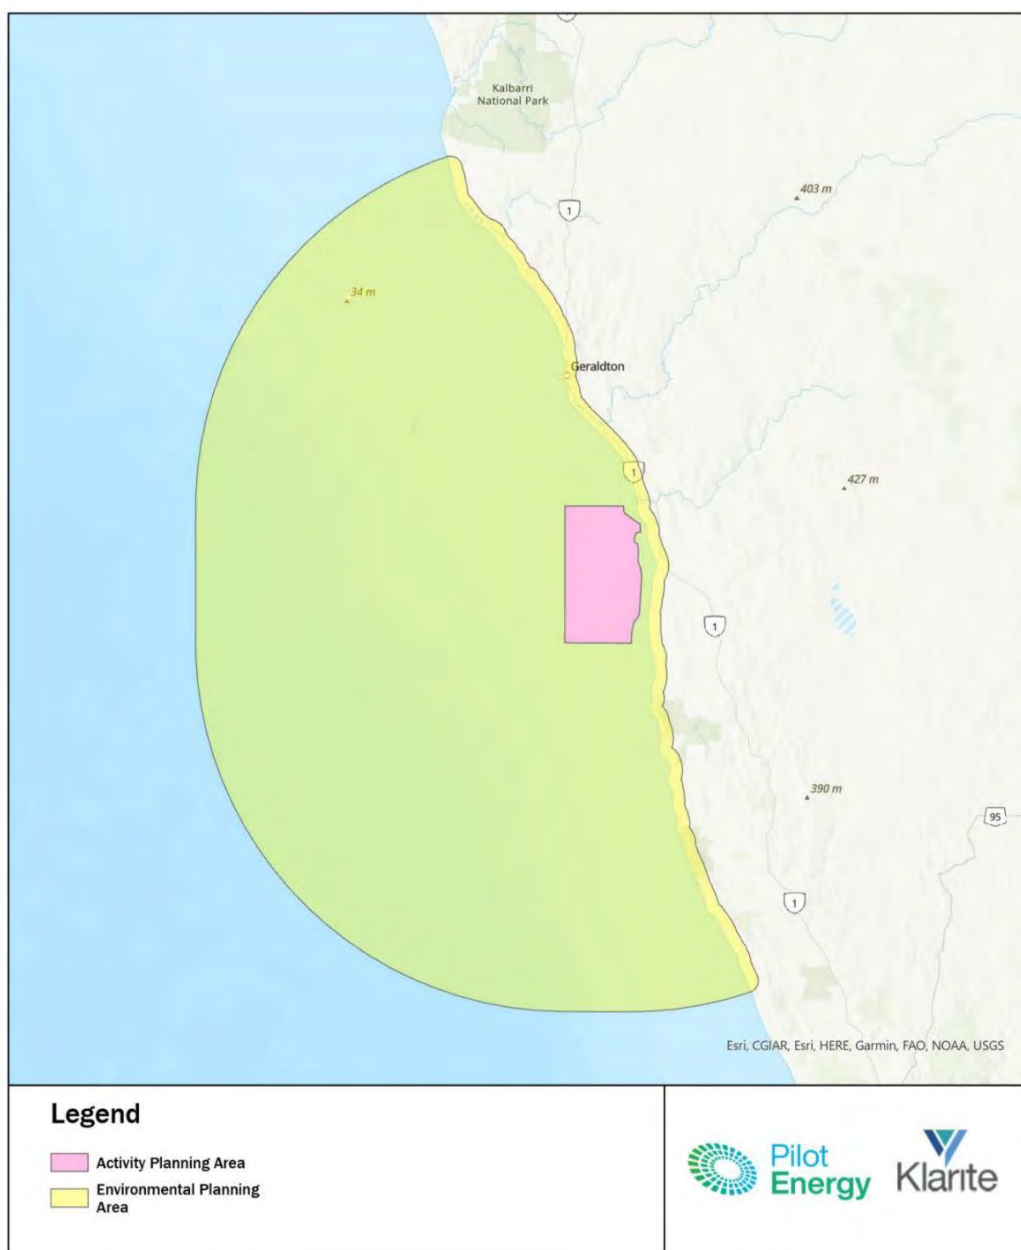 Kalbarri
National Park
403 m
1
34 m
Geraldton
1
427 m
1
390 m
95
1
Esri, CGIAR, Esri, HERE, Garmin, FAO, NOAA, USGS
Legend
Activity Planning Area
Environmental Planning
Area
Pilot
Energy
Klarite